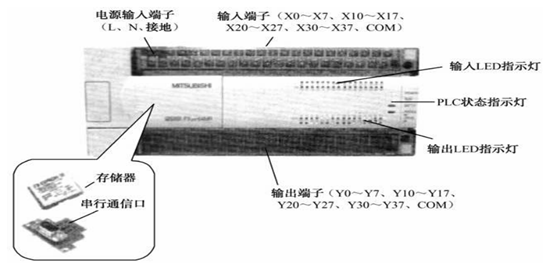 电源输入端子
（L、N、接地）
输入端子（X0～X7、X10～X17、
X20～X27、X30～X37、COM）
输入LED指示灯
MITSUBISHI
PLC状态指示灯
输出LED指示灯
存储器
串行通信口
输出端子（Y0～Y7、Y10～Y17、
Y20～Y27、Y30～Y37、COM）